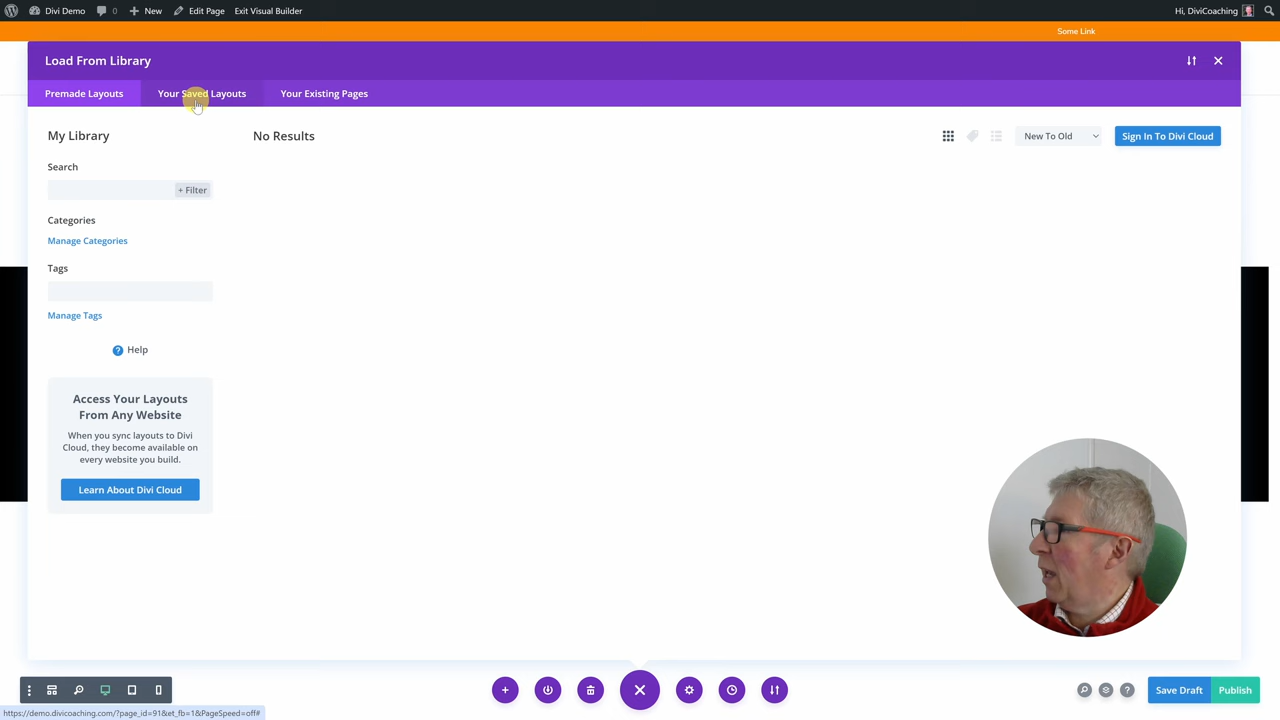 Divi Demo
0
New
Edit Page
Exit Visual Builder
Hi, DiviCoaching
Some Link
Load From Library
Premade Layouts
Your Saved Layouts
Your Existing Pages
My Library
No Results
New To Old
Sign In To Divi Cloud
Search
+ Filter
Categories
Manage Categories
Tags
Manage Tags
? Help
Access Your Layouts
From Any Website
When you sync layouts to Divi
Cloud, they become available on
every website you build.
Learn About Divi Cloud
Save Draft
Publish
https://demo.divicoaching.com/?page_id=91&et_fb=1&PageSpeed=off#